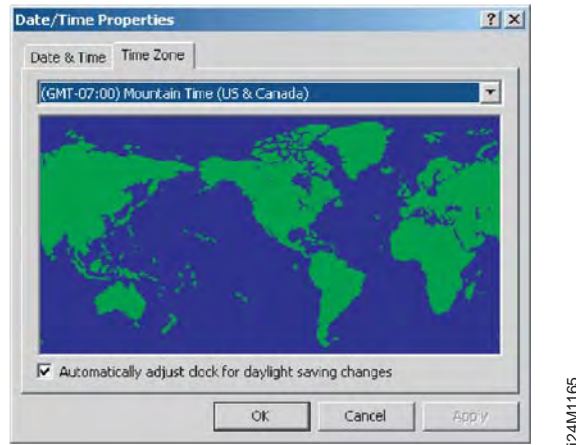 Date/Time Properties
Date & Time
Time Zone
(GMT-07:00) Mountain Time (US & Canada)
Automatically adjust clock for daylight saving changes
OK
Cancel
Apply
i24M1165